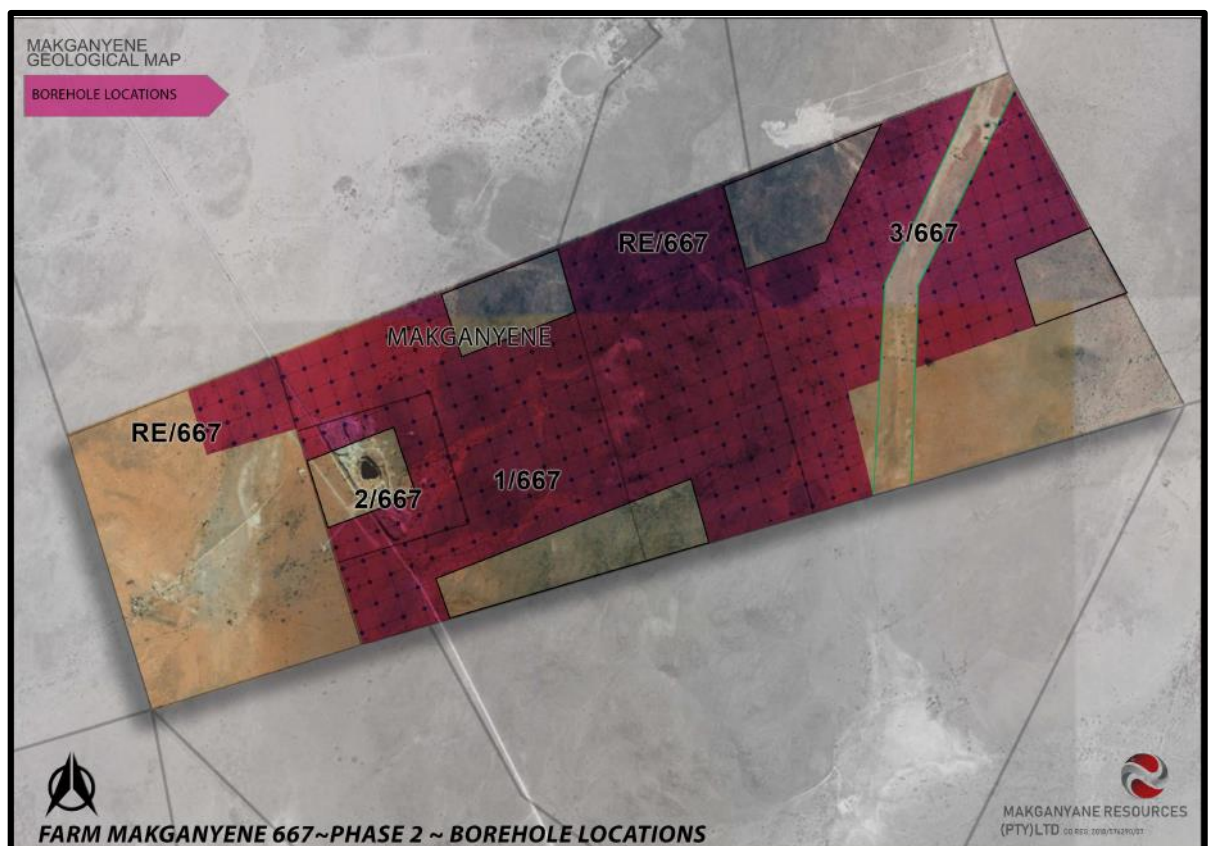 MAKGANYENE
GEOLOGICAL MAP
BOREHOLE LOCATIONS
RE/667
3/667
MAKGANYENE
RE/667
1/667
2/667
FARM MAKGANYENE 667~PHASE 2 ~ BOREHOLE LOCATIONS
MAKGANYANE RESOURCES
(PTY)LTD